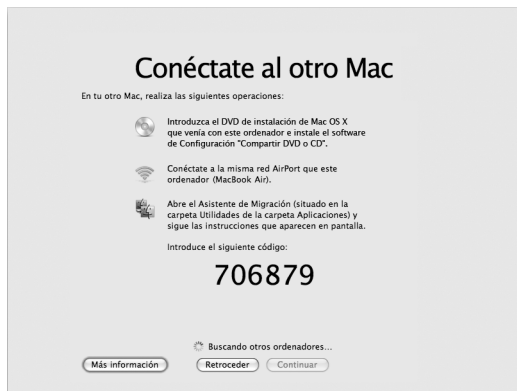 Conéctate al otro Mac
En tu otro Mac, realiza las siguientes operaciones:
Introduzca el DVD de instalación de Mac OS X
que venía con este ordenador e instale el software
de Configuración "Compartir DVD o CD".
Conéctate a la misma red AirPort que este
ordenador (MacBook Air).
Abre el Asistente de Migración (situado en la
carpeta Utilidades de la carpeta Aplicaciones) y
sigue las instrucciones que aparecen en pantalla.
Introduce el siguiente código:
706879
Buscando otros ordenadores...
Más información
Retroceder
Continuar